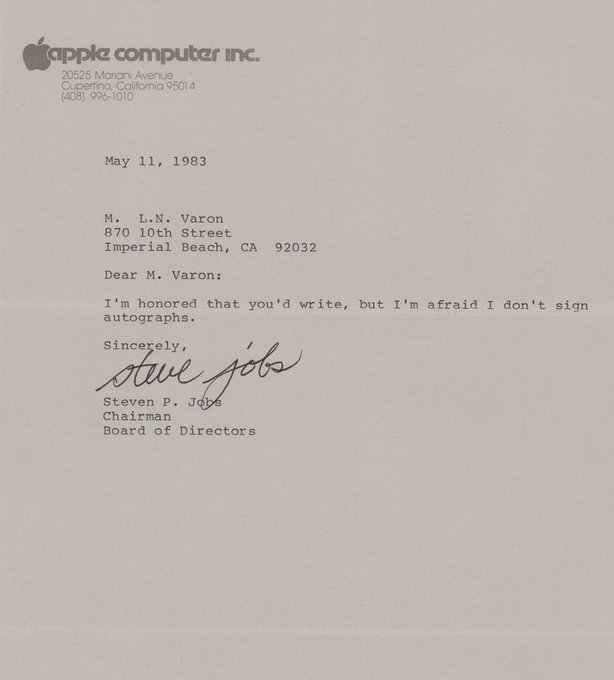 apple computer inc.
20525 Mariani Avenue
Cupertino, California 95014
(408) 996-1010
May 11, 1983
M.  L.N. Varon
870 10th Street
Imperial Beach, CA  92032
Dear M. Varon:
I'm honored that you'd write, but I'm afraid I don't sign
autographs.
Sincerely,
steve jobs
Steven P. Jobs
Chairman
Board of Directors